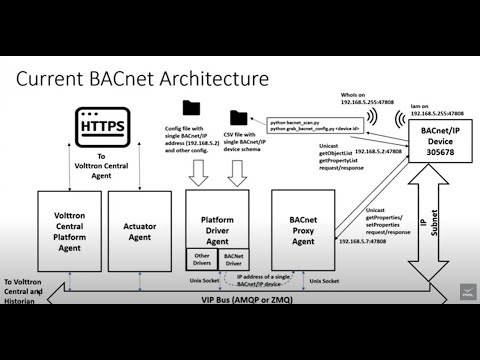 Current BACnet Architecture
WhoIs on
192.168.5.255:47808
Iam on
192.168.5.255:47808
HTTPS
To
Volttron Central
Agent
Config file with
single BACnet/IP
address (192.168.5.2) and
other config.
CSV file with
single BACnet/IP
device schema
python bacnet_scan.py
python grab_bacnet_config.py <device id>
Unicast
getObjectList
getPropertyList
request/response
192.168.5.2:47808
BACnet/IP
Device
305678
Volttron
Central
Platform
Agent
Actuator
Agent
Platform
Driver
Agent
Other
Drivers
BACNet
Driver
BACnet
Proxy
Agent
Unicast
getProperties/
setProperties
request/response
192.168.5.7:47808
IP
Subnet
To Volttron
Central and
Historian
Unix Socket
IP address of a single
BACnet/IP device
Unix Socket
VIP Bus (AMQP or ZMQ)